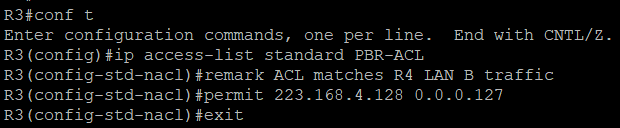 R3#conf t
Enter configuration commands, one per line.  End with CNTL/Z.
R3(config)#ip access-list standard PBR-ACL
R3(config-std-nacl)#remark ACL matches R4 LAN B traffic
R3(config-std-nacl)#permit 223.168.4.128 0.0.0.127
R3(config-std-nacl)#exit